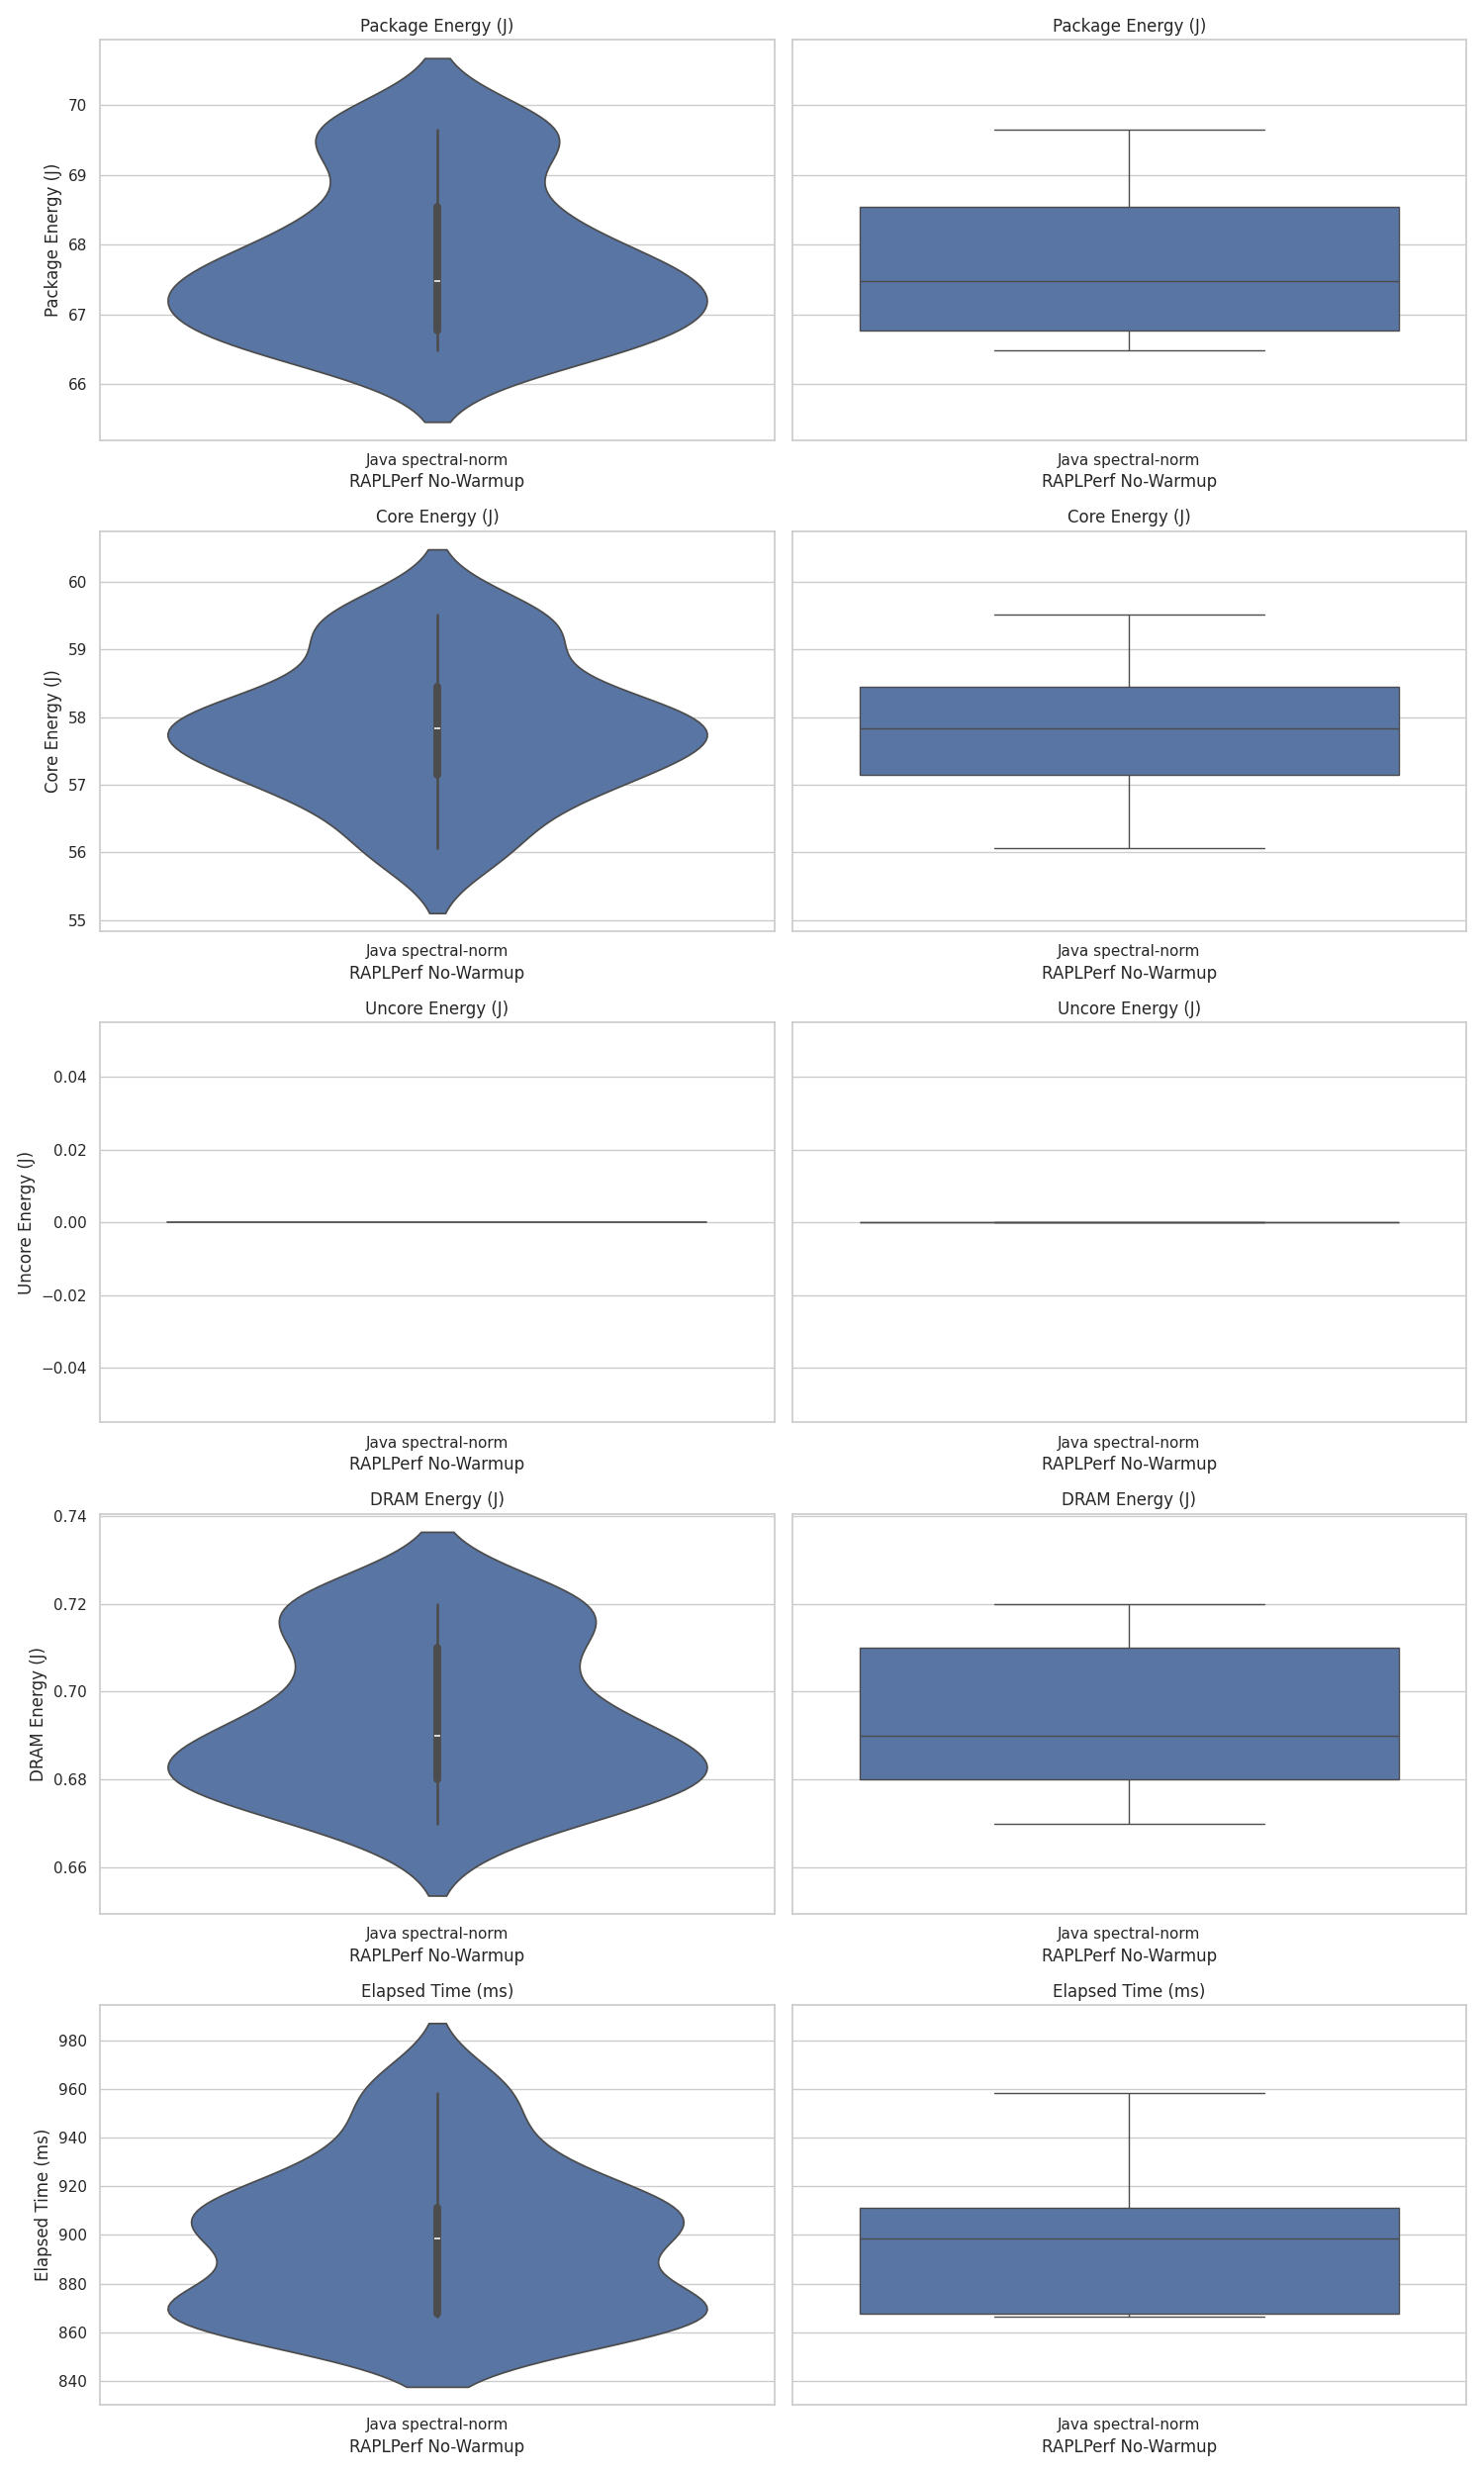 Package Energy (J)
Package Energy (J)
Package Energy (J)
70
69
68
67
66
Java spectral-norm
RAPLPerf No-Warmup
Java spectral-norm
RAPLPerf No-Warmup
Core Energy (J)
Core Energy (J)
Core Energy (J)
60
59
58
57
56
55
Java spectral-norm
RAPLPerf No-Warmup
Java spectral-norm
RAPLPerf No-Warmup
Uncore Energy (J)
Uncore Energy (J)
Uncore Energy (J)
0.04
0.02
0.00
−0.02
−0.04
Java spectral-norm
RAPLPerf No-Warmup
Java spectral-norm
RAPLPerf No-Warmup
DRAM Energy (J)
DRAM Energy (J)
DRAM Energy (J)
0.74
0.72
0.70
0.68
0.66
Java spectral-norm
RAPLPerf No-Warmup
Java spectral-norm
RAPLPerf No-Warmup
Elapsed Time (ms)
Elapsed Time (ms)
Elapsed Time (ms)
980
960
940
920
900
880
860
840
Java spectral-norm
RAPLPerf No-Warmup
Java spectral-norm
RAPLPerf No-Warmup